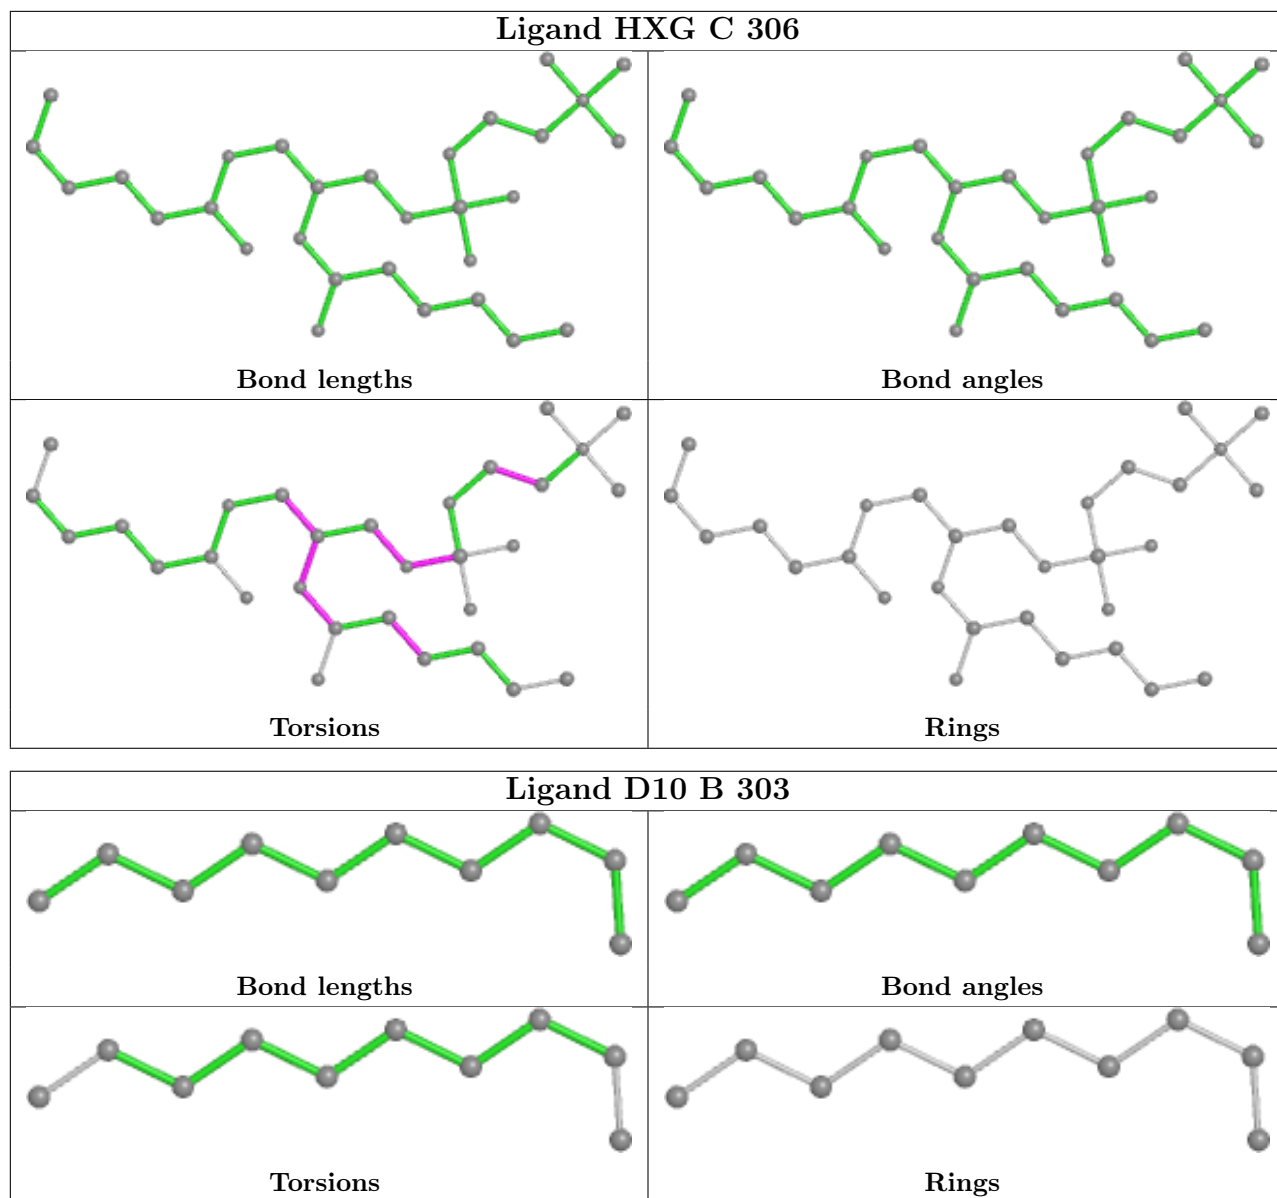 Ligand HXG C 306
Bond lengths
Bond angles
Torsions
Rings
Ligand D10 B 303
Bond lengths
Bond angles
Torsions
Rings